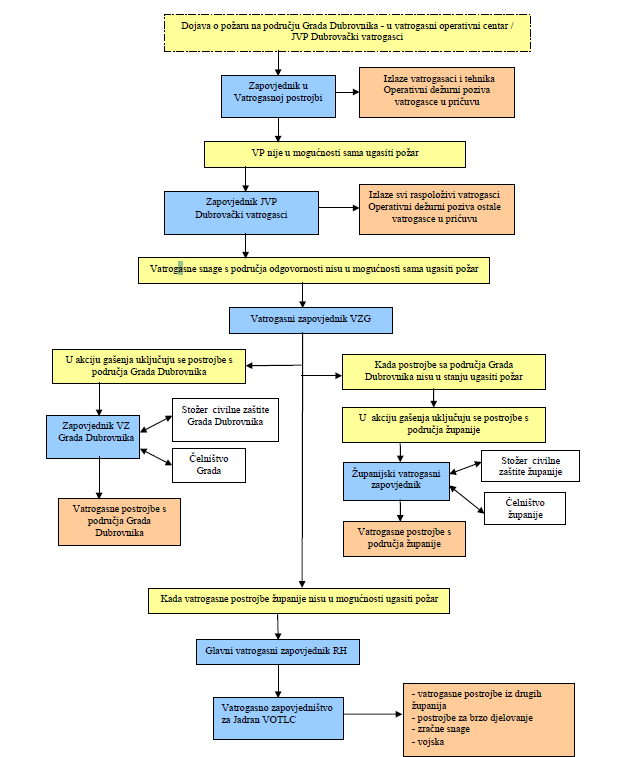 Dojava o požaru na području Grada Dubrovnika - u vatrogasni operativni centar /
JVP Dubrovački vatrogasci
Zapovjednik u
Vatrogasnoj postrojbi
Izlaze vatrogasaci i tehnika
Operativni dežurni poziva
vatrogasce u pričuvu
VP nije u mogućnosti sama ugasiti požar
Zapovjednik JVP
Dubrovački vatrogasci
Izlaze svi raspoloživi vatrogasci
Operativni dežurni poziva ostale
vatrogasce u prićuvu
Vatrogasne snage s područja odgovornosti nisu u mogućnosti sama ugasiti požar
Vatrogasni zapovjednik VZG
U akciju gašenja uključuju se postrojbe s
područja Grada Dubrovnika
Zapovjednik VZ
Grada Dubrovnika
Stožer civilne zaštite
Grada Dubrovnika
Čelništvo
Grada
Vatrogasne postrojbe s
područja Grada
Dubrovnika
Kada postrojbe sa područja Grada
Dubrovnika nisu u stanju ugasiti požar
U akciju gašenja uključuju se postrojbe s
područja županije
Županijski vatrogasni
zapovjednik
Stožer civilne
zaštite županije
Čelništvo
županije
Vatrogasne postrojbe s
područja županije
Kada vatrogasne postrojbe županije nisu u mogućnosti ugasiti požar
Glavni vatrogasni zapovjednik RH
Vatrogasno zapovjedništvo
za Jadran VOTLC
- vatrogasne postrojbe iz drugih
županija
- postrojbe za brzo djelovanje
- zračne snage
- vojska